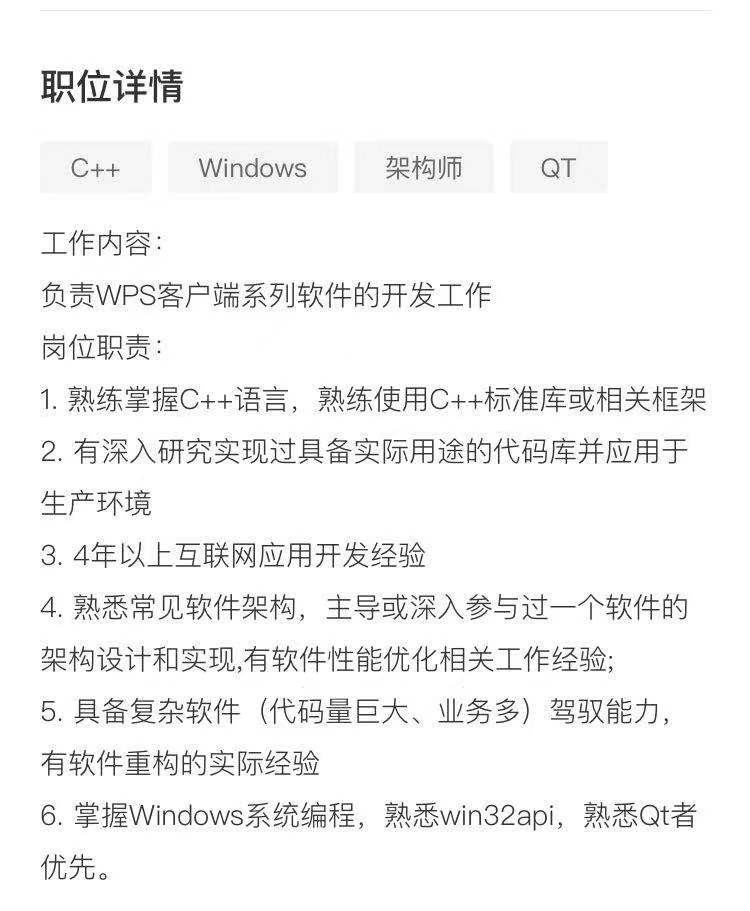 职位详情
C++ Windows 架构师 QT
工作内容：
负责WPS客户端系列软件的开发工作
岗位职责：
1. 熟练掌握C++语言，熟练使用C++标准库或相关框架
2. 有深入研究实现过具备实际用途的代码库并应用于
生产环境
3. 4年以上互联网应用开发经验
4. 熟悉常见软件架构，主导或深入参与过一个软件的
架构设计和实现,有软件性能优化相关工作经验;
5. 具备复杂软件（代码量巨大、业务多）驾驭能力，
有软件重构的实际经验
6. 掌握Windows系统编程，熟悉win32api，熟悉Qt者
优先。